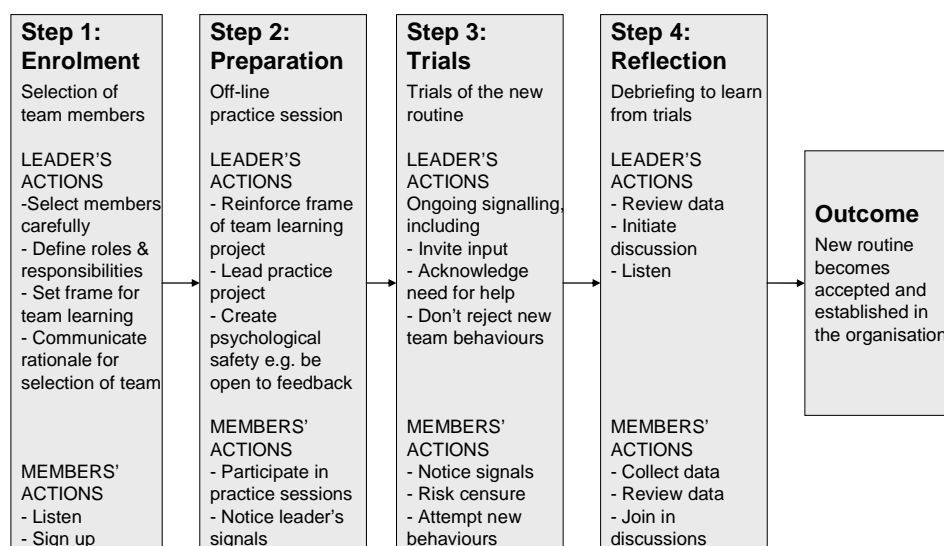 Step 1:
Enrolment
Selection of
team members
LEADER'S
ACTIONS
-Select members
carefully
- Define roles &
responsibilities
- Set frame for
team learning
- Communicate
rationale for
selection of team
MEMBERS'
ACTIONS
- Listen
- Sign up
Step 2:
Preparation
Off-line
practice session
LEADER'S
ACTIONS
- Reinforce frame
of team learning
project
- Lead practice
project
- Create
psychological
safety e.g. be
open to feedback
MEMBERS'
ACTIONS
- Participate in
practice sessions
- Notice leader's
signals
Step 3:
Trials
Trials of the new
routine
LEADER'S
ACTIONS
Ongoing signalling,
including
- Invite input
- Acknowledge
need for help
- Don't reject new
team behaviours
MEMBERS'
ACTIONS
- Notice signals
- Risk censure
- Attempt new
behaviours
Step 4:
Reflection
Debriefing to learn
from trials
LEADER'S
ACTIONS
- Review data
- Initiate
discussion
- Listen
MEMBERS'
ACTIONS
- Collect data
- Review data
- Join in
discussions
Outcome
New routine
becomes
accepted and
established in
the organisation